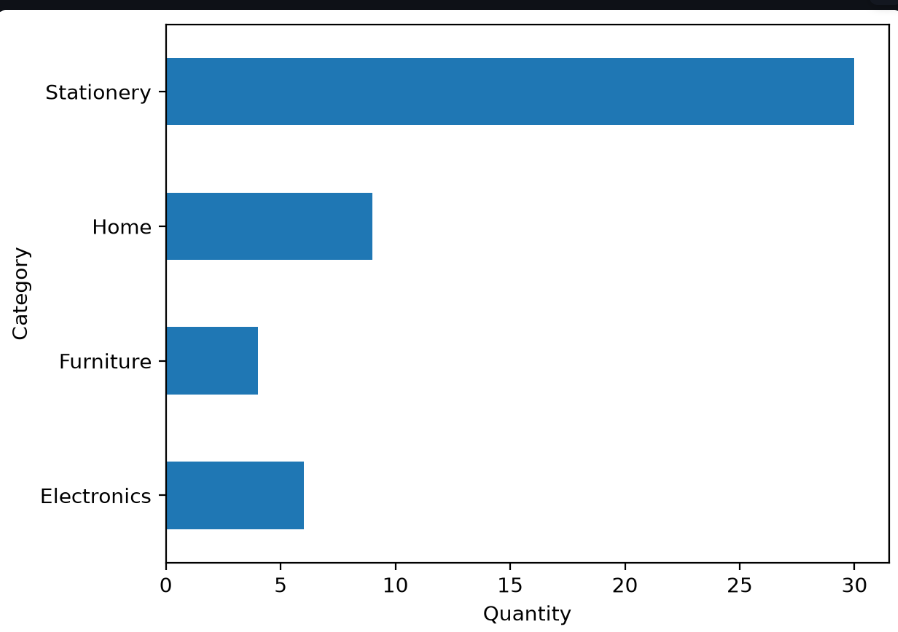 Stationery
Home
Furniture
Electronics
Category
0 5 10 15 20 25 30
Quantity